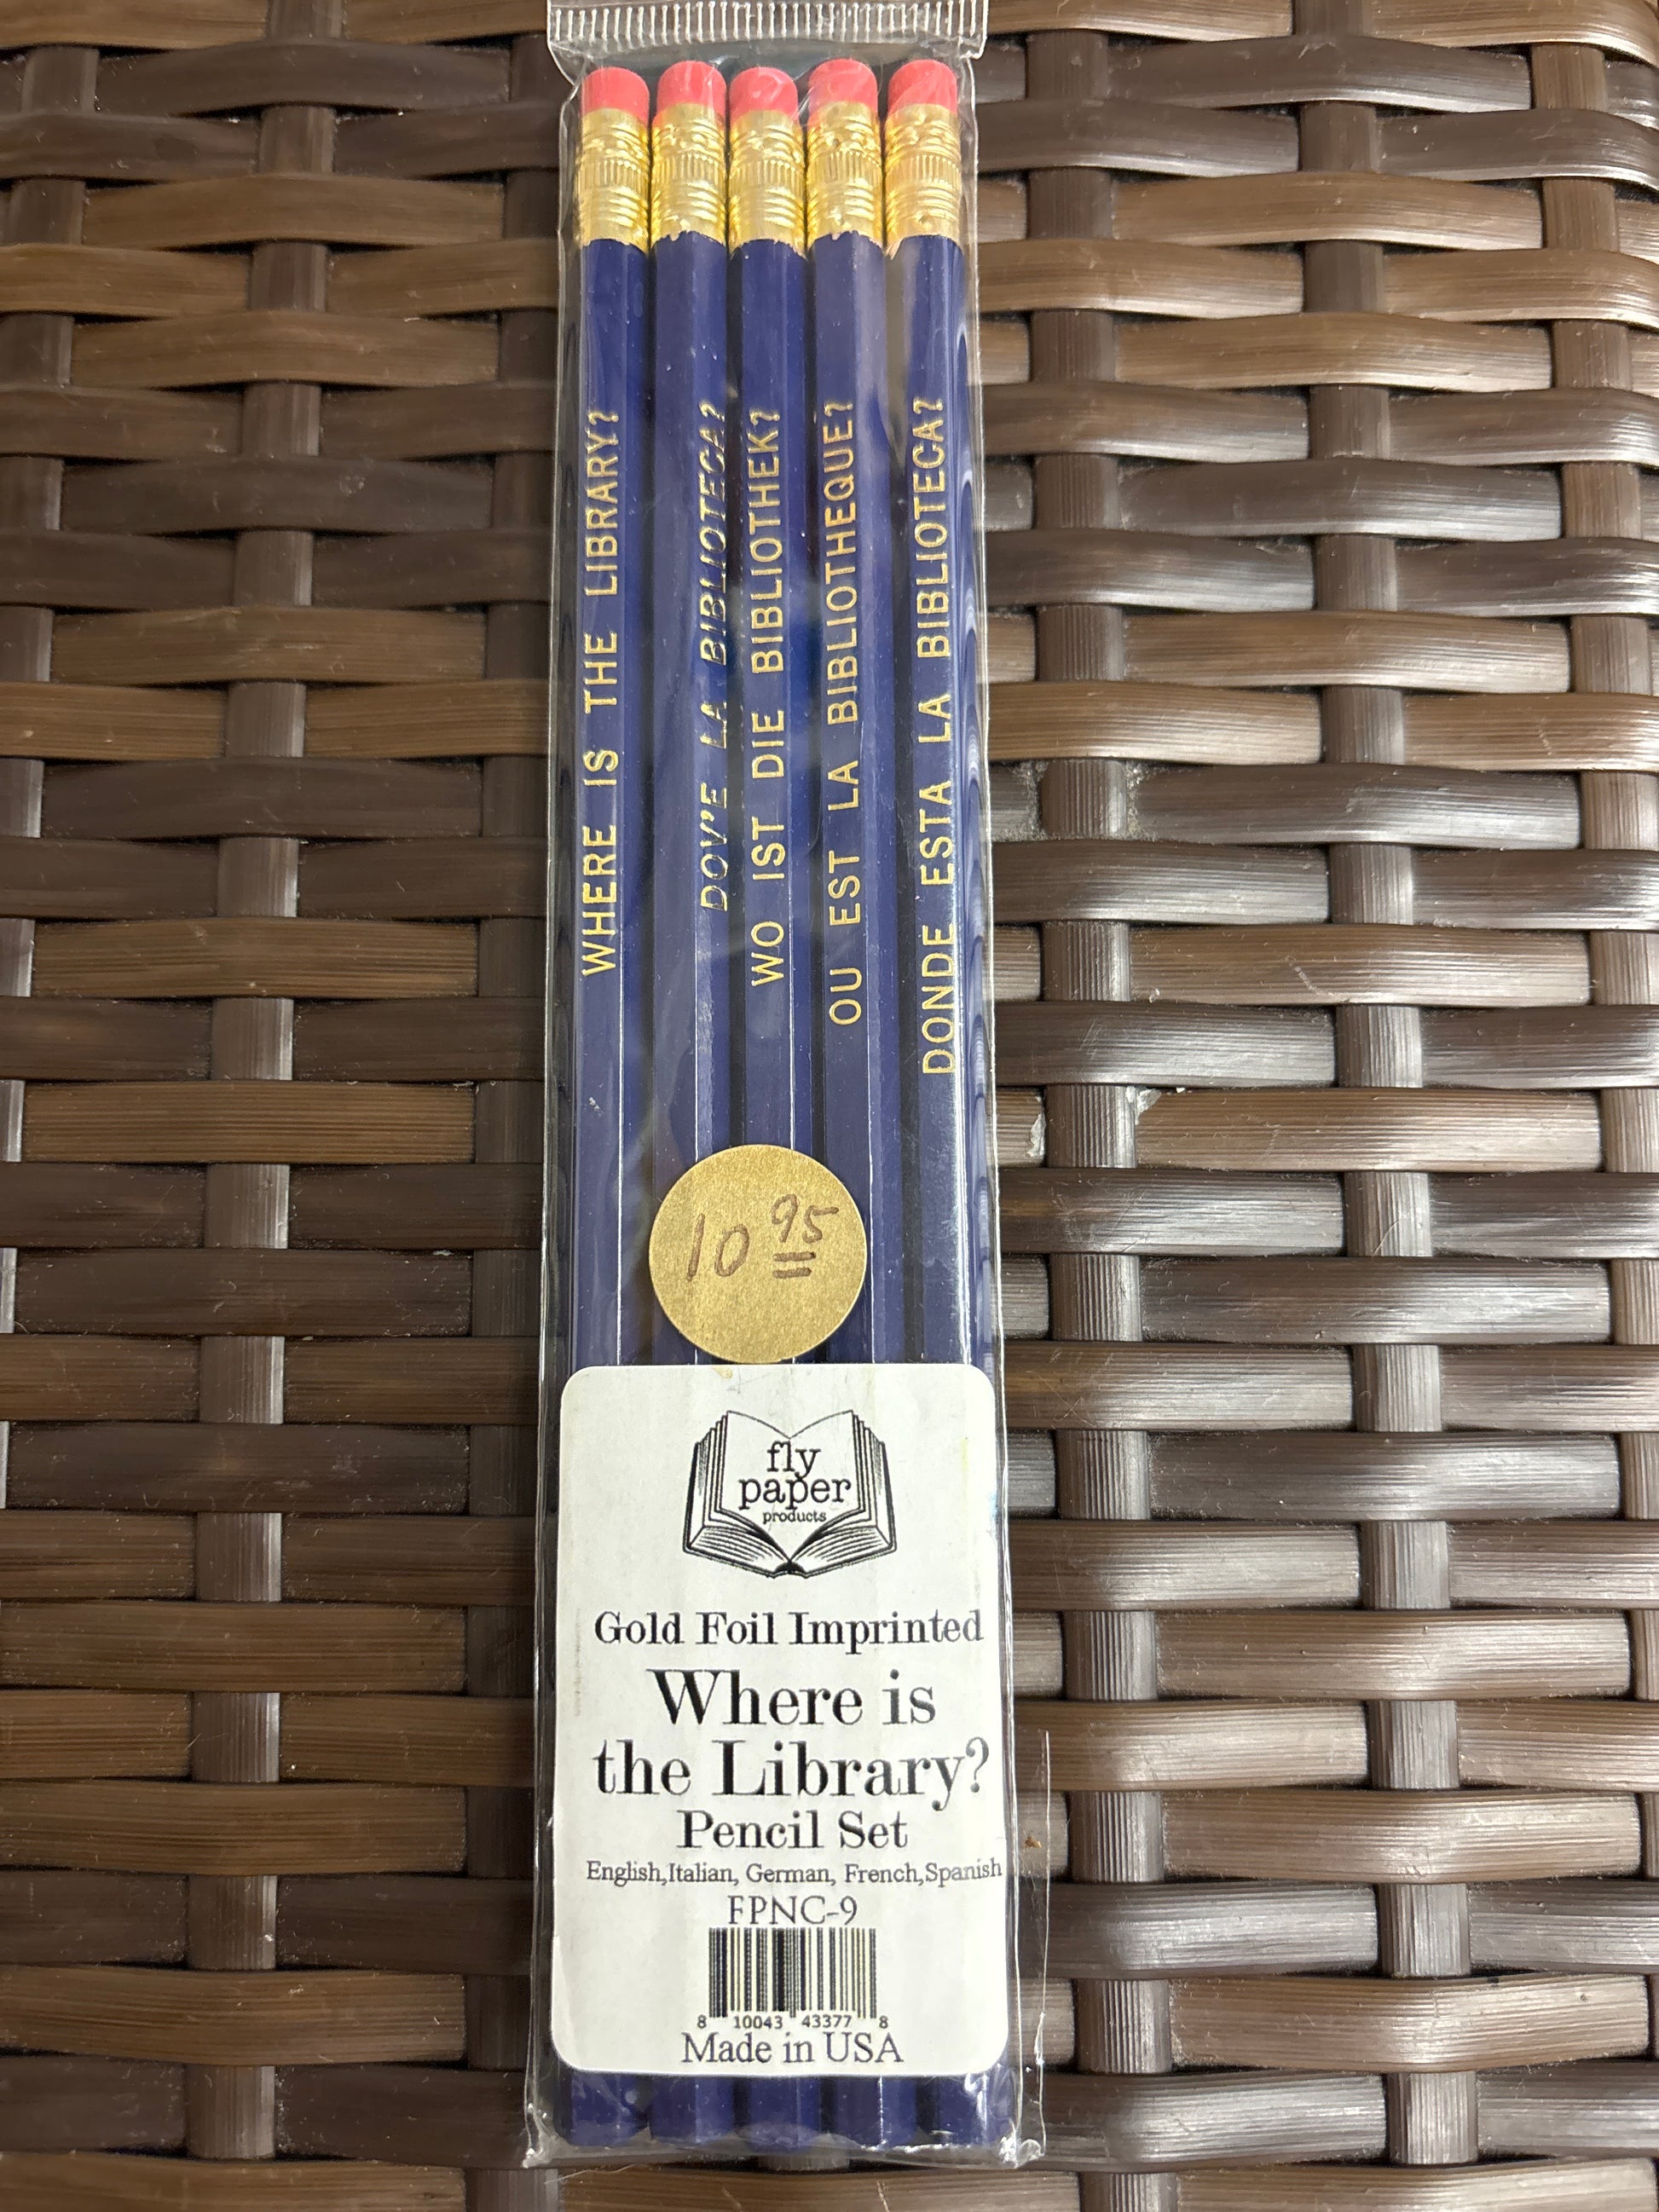 WHERE IS THE LIBRARY?
DOV'E LA BIBLIOTECA?
WO IST DIE BIBLIOTHEK?
OU EST LA BIBLIOTHEQUE?
DONDE ESTA LA BIBLIOTECA?
10 95
fly
paper
products
Gold Foil Imprinted
Where is
the Library?
Pencil Set
English,Italian, German, French,Spanish
FPNC-9
8 10043 43377 8
Made in USA